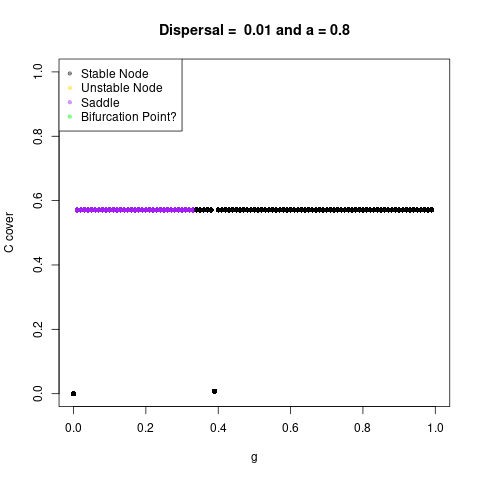 Dispersal =  0.01 and a = 0.8
Stable Node
Unstable Node
Saddle
Bifurcation Point?
C cover
1.0
0.8
0.6
0.4
0.2
0.0
0.0 0.2 0.4 0.6 0.8 1.0
g